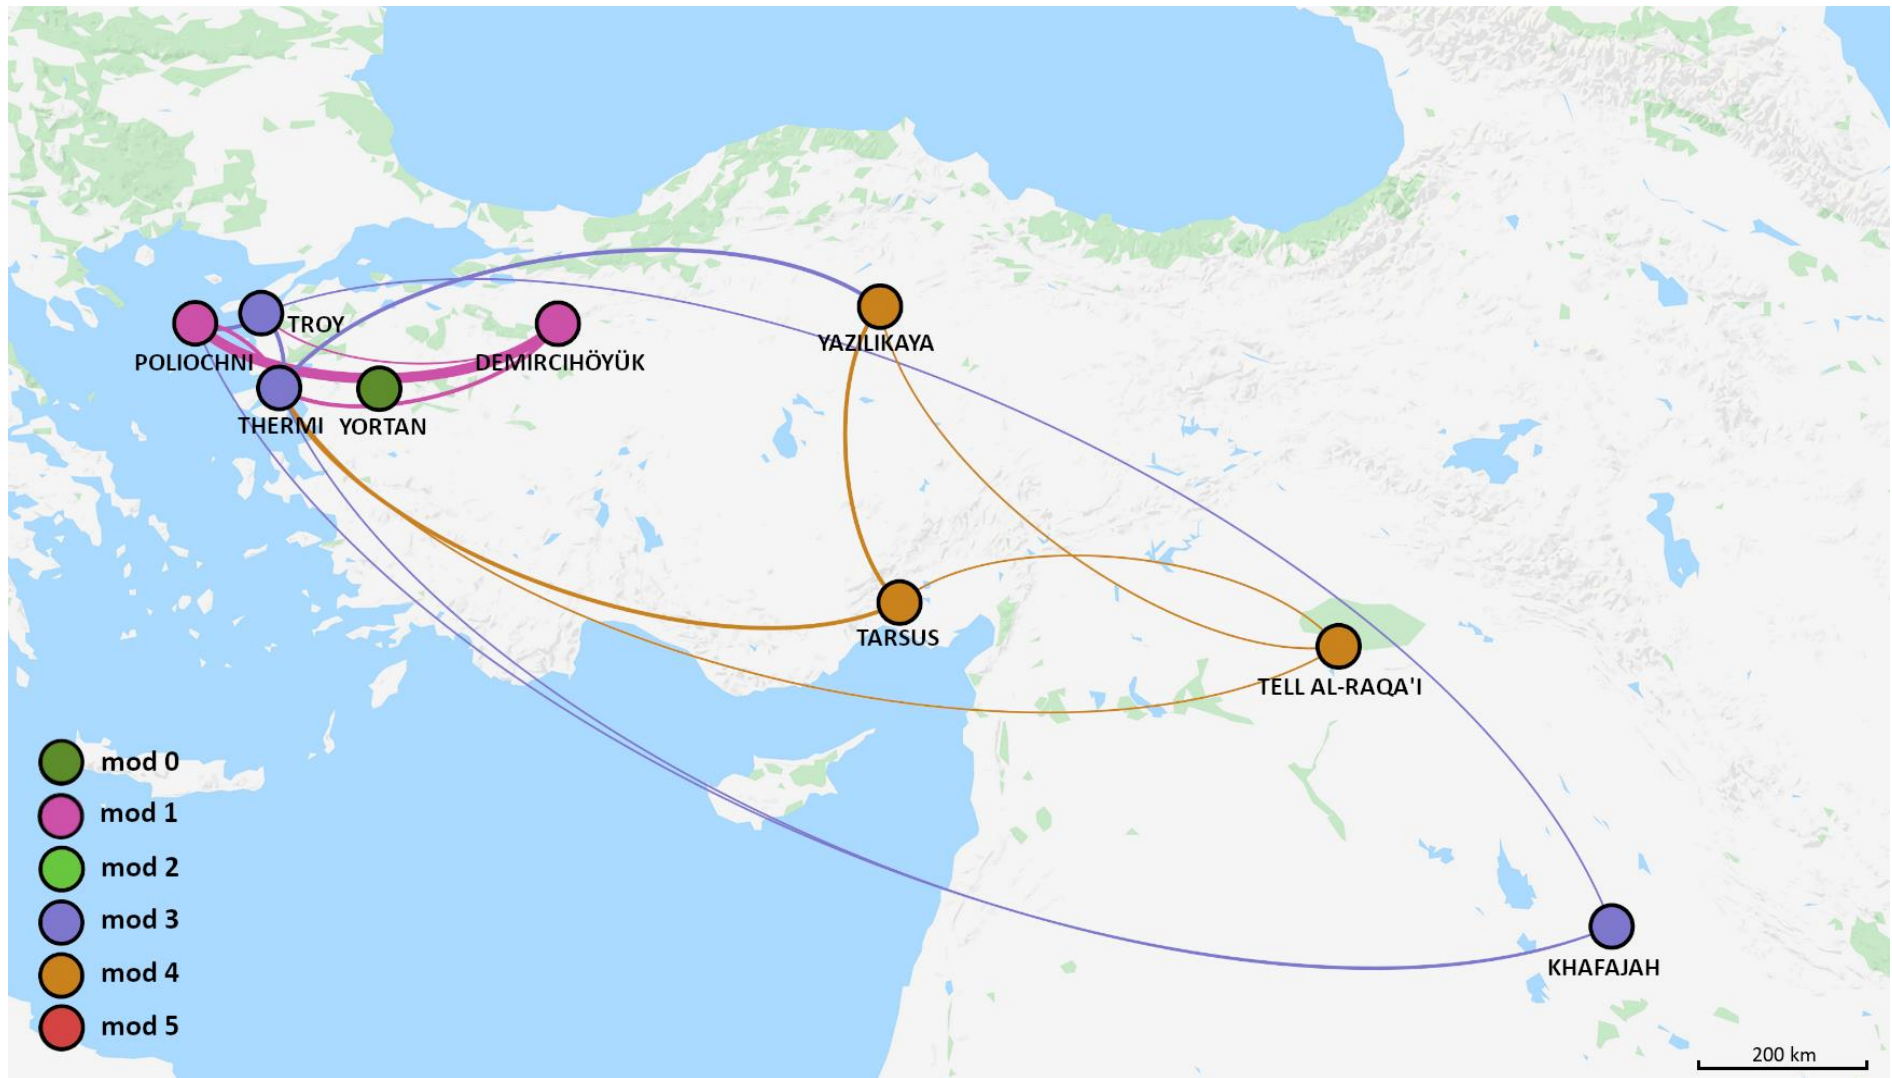 TROY
POLIOCHNI
DEMIRCIHÖYÜK
YAZILIKAYA
THERMI
YORTAN
TARSUS
TELL AL-RAQA'I
KHAFAJAH
mod 0
mod 1
mod 2
mod 3
mod 4
mod 5
200 km